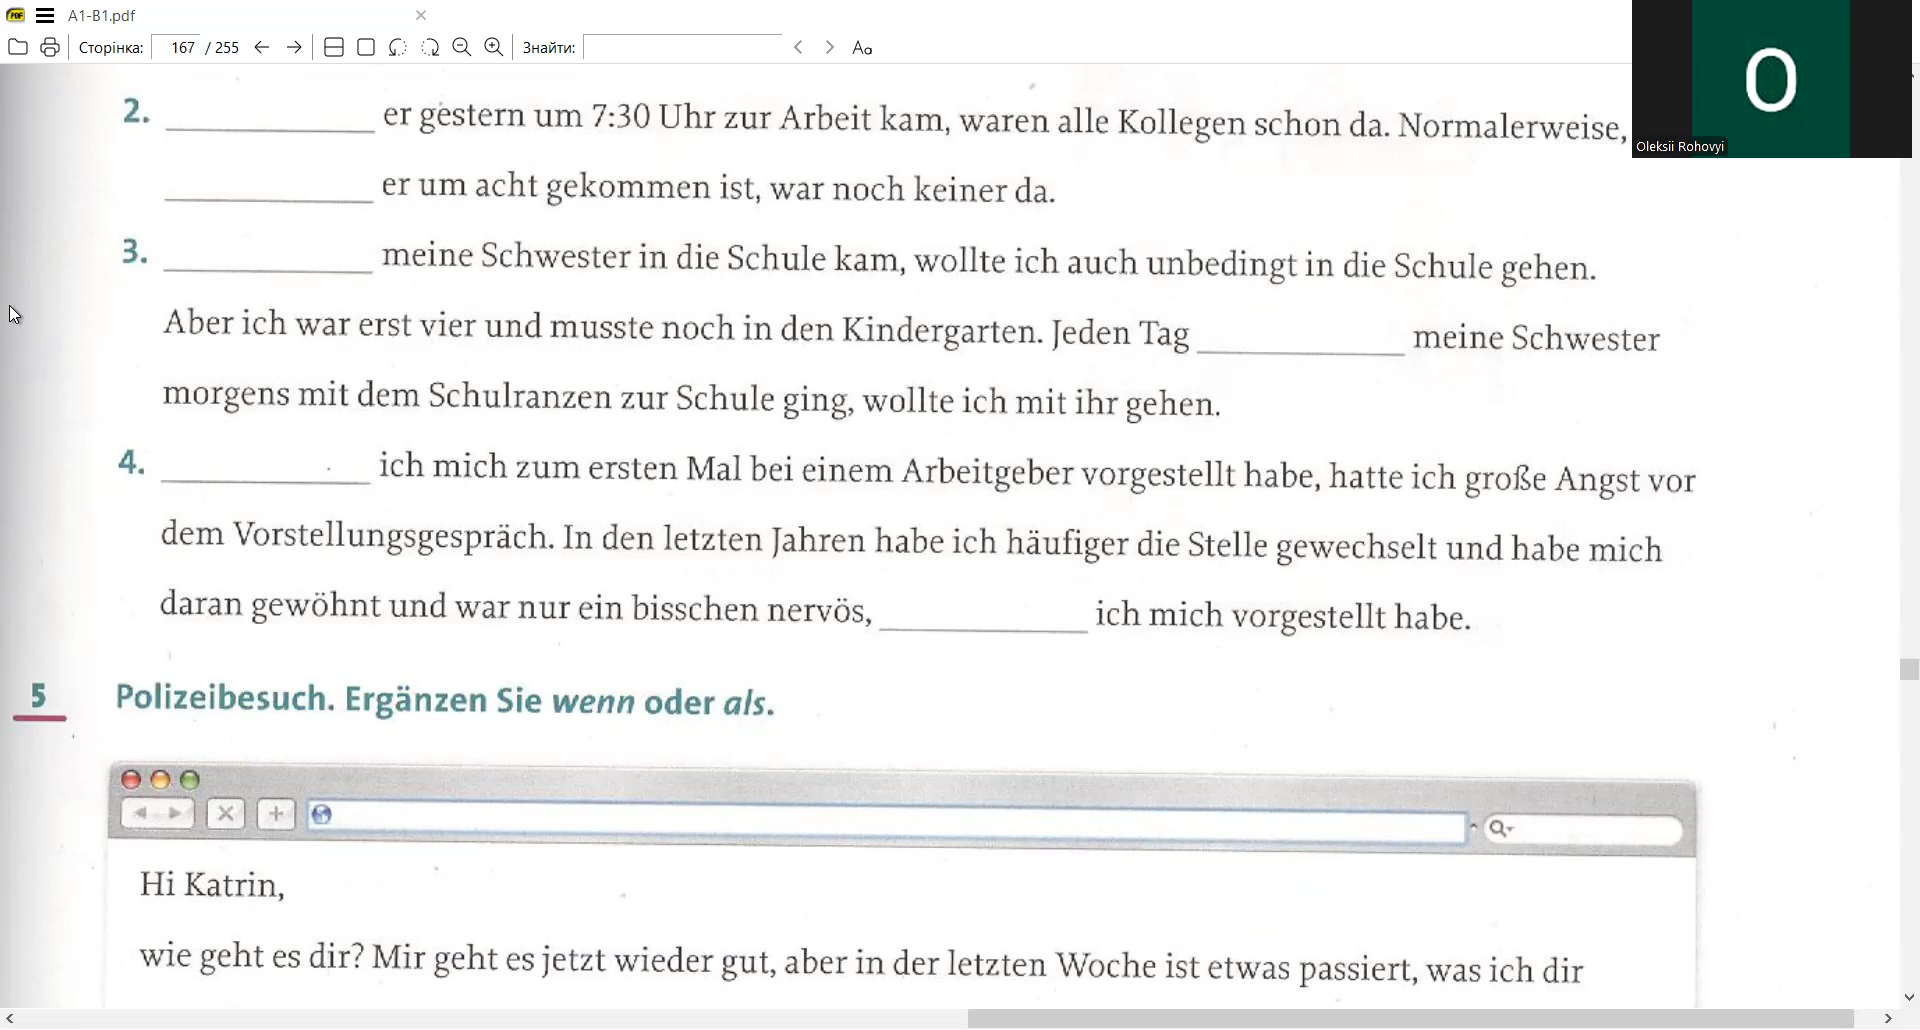 A1-B1.pdf
Сторінка: 167 / 255 Знайти:
Oleksii Rohovyi
2. ____________ er gestern um 7:30 Uhr zur Arbeit kam, waren alle Kollegen schon da. Normalerweise,
____________ er um acht gekommen ist, war noch keiner da.
3. ____________ meine Schwester in die Schule kam, wollte ich auch unbedingt in die Schule gehen.
Aber ich war erst vier und musste noch in den Kindergarten. Jeden Tag ____________ meine Schwester
morgens mit dem Schulranzen zur Schule ging, wollte ich mit ihr gehen.
4. ____________ ich mich zum ersten Mal bei einem Arbeitgeber vorgestellt habe, hatte ich große Angst vor
dem Vorstellungsgespräch. In den letzten Jahren habe ich häufiger die Stelle gewechselt und habe mich
daran gewöhnt und war nur ein bisschen nervös, ____________ ich mich vorgestellt habe.
5 Polizeibesuch. Ergänzen Sie wenn oder als.
Hi Katrin,
wie geht es dir? Mir geht es jetzt wieder gut, aber in der letzten Woche ist etwas passiert, was ich dir